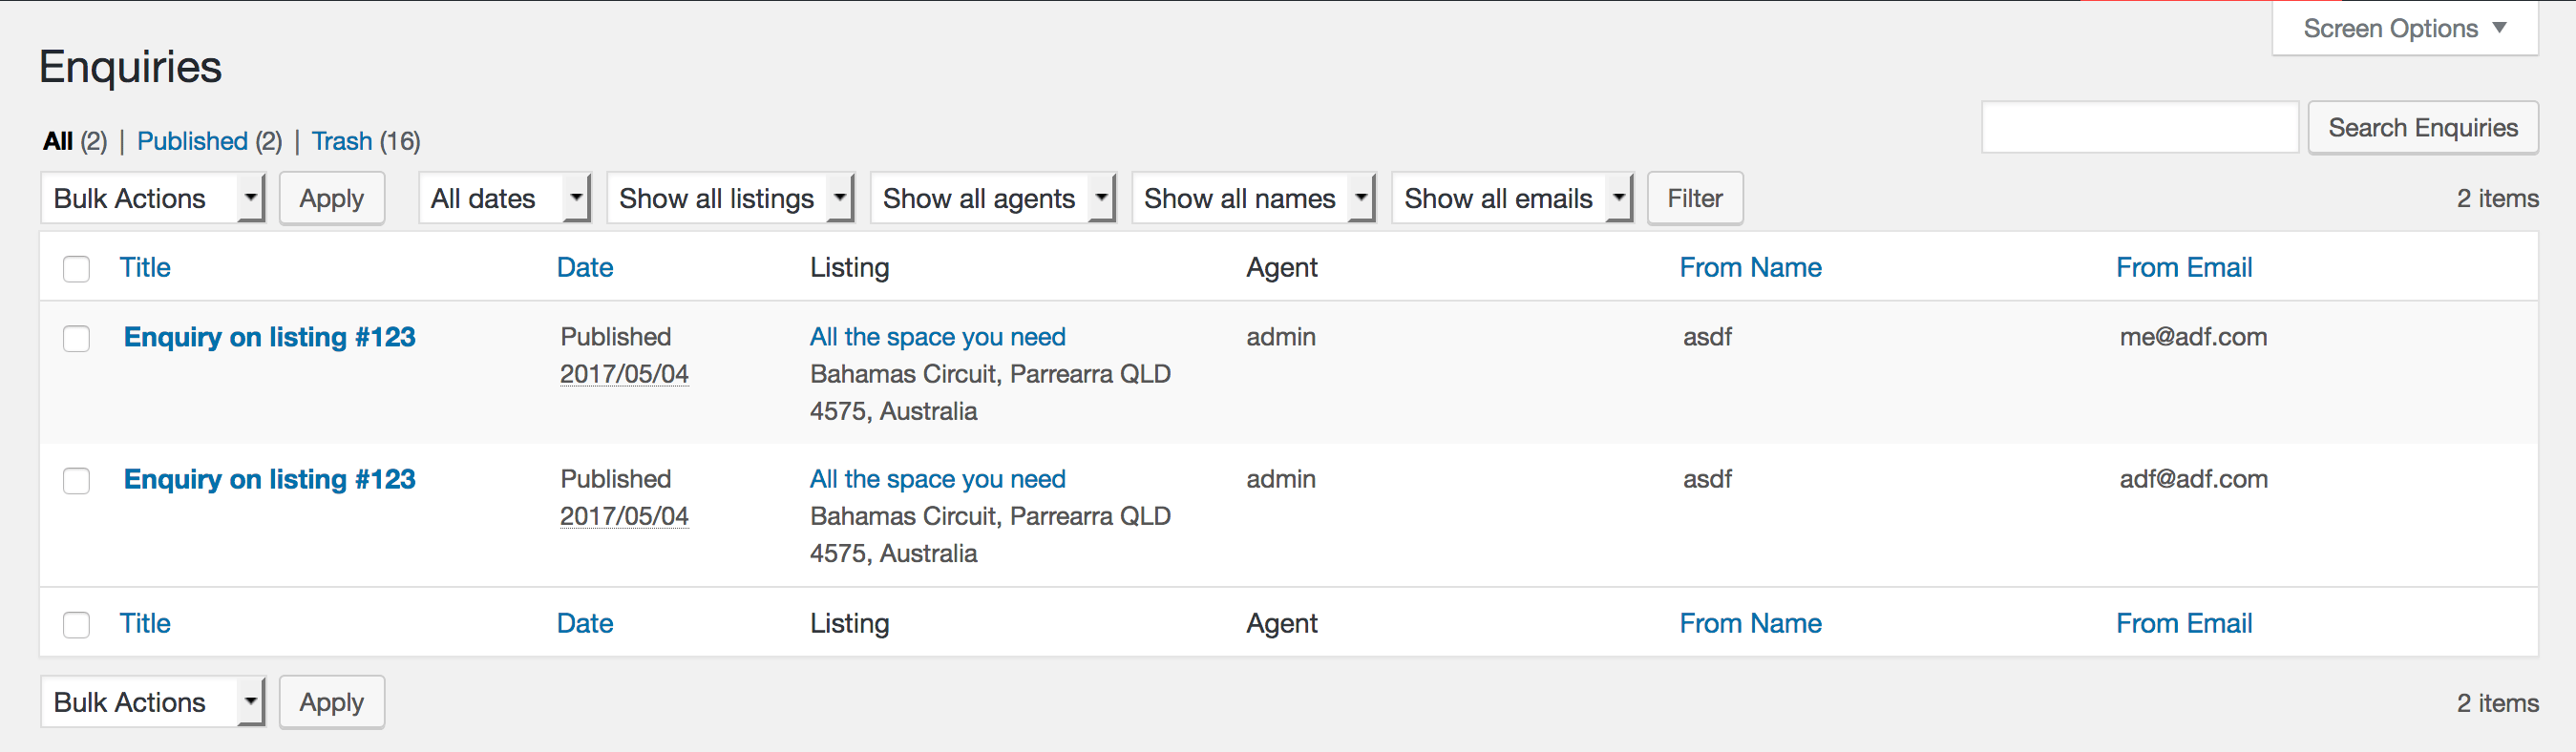 Screen Options
Enquiries
All (2) | Published (2) | Trash (16)
Search Enquiries
Bulk Actions Apply All dates Show all listings Show all agents Show all names Show all emails Filter 2 items
Title Date Listing Agent From Name From Email
Enquiry on listing #123 Published All the space you need admin asdf me@adf.com
2017/05/04 Bahamas Circuit, Parrearra QLD
4575, Australia
Enquiry on listing #123 Published All the space you need admin asdf adf@adf.com
2017/05/04 Bahamas Circuit, Parrearra QLD
4575, Australia
Title Date Listing Agent From Name From Email
Bulk Actions Apply 2 items